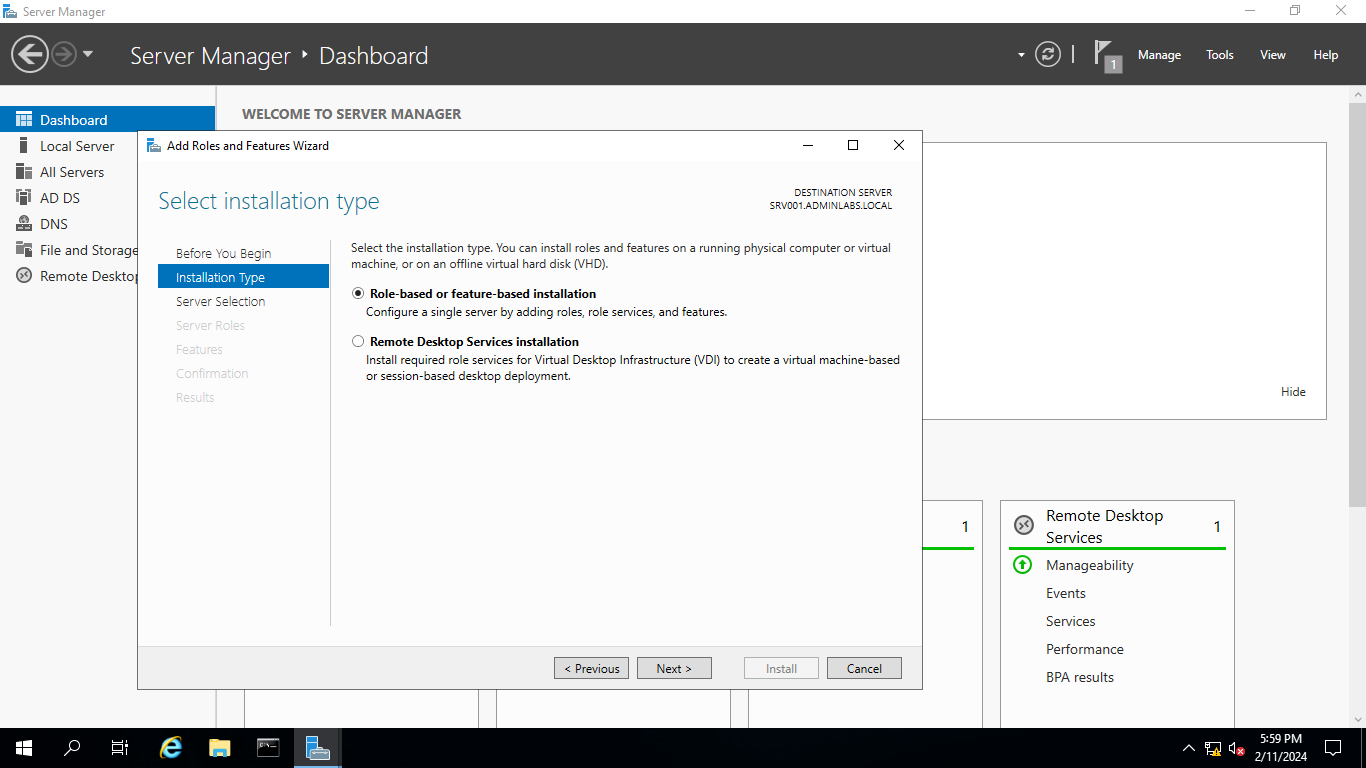 Server Manager
Server Manager
Dashboard
1
Manage
Tools
View
Help
Dashboard
Local Server
All Servers
AD DS
DNS
File and Storage
Remote Desktop
WELCOME TO SERVER MANAGER
Add Roles and Features Wizard
Select installation type
DESTINATION SERVER
SRV001.ADMINLABS.LOCAL
Before You Begin
Installation Type
Server Selection
Server Roles
Features
Confirmation
Results
Select the installation type. You can install roles and features on a running physical computer or virtual
machine, or on an offline virtual hard disk (VHD).
Role-based or feature-based installation
Configure a single server by adding roles, role services, and features.
Remote Desktop Services installation
Install required role services for Virtual Desktop Infrastructure (VDI) to create a virtual machine-based
or session-based desktop deployment.
< Previous
Next >
Install
Cancel
Hide
1
Remote Desktop
Services
1
Manageability
Events
Services
Performance
BPA results
5:59 PM
2/11/2024